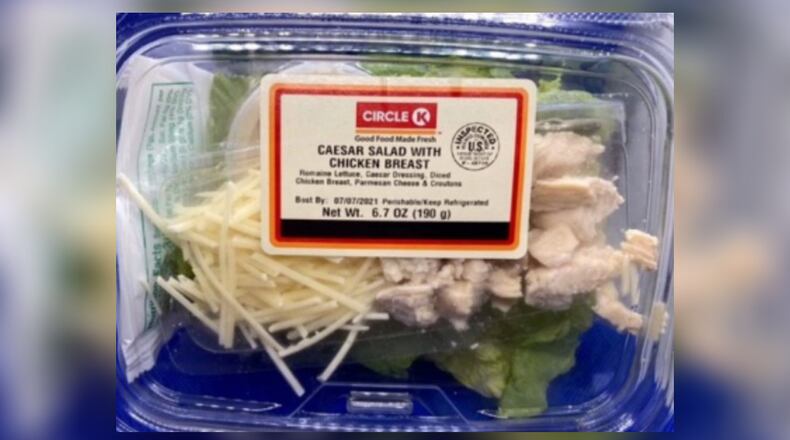 CIRCLE K
Good Food Made Fresh
CAESAR SALAD WITH
CHICKEN BREAST
Romaine Lettuce, Caesar Dressing, Diced
Chicken Breast, Parmesan Cheese & Croutons
Best By: 07/07/2021 Perishable/Keep Refrigerated
Net Wt. 6.7 OZ (190 g)
INSPECTED
U.S.